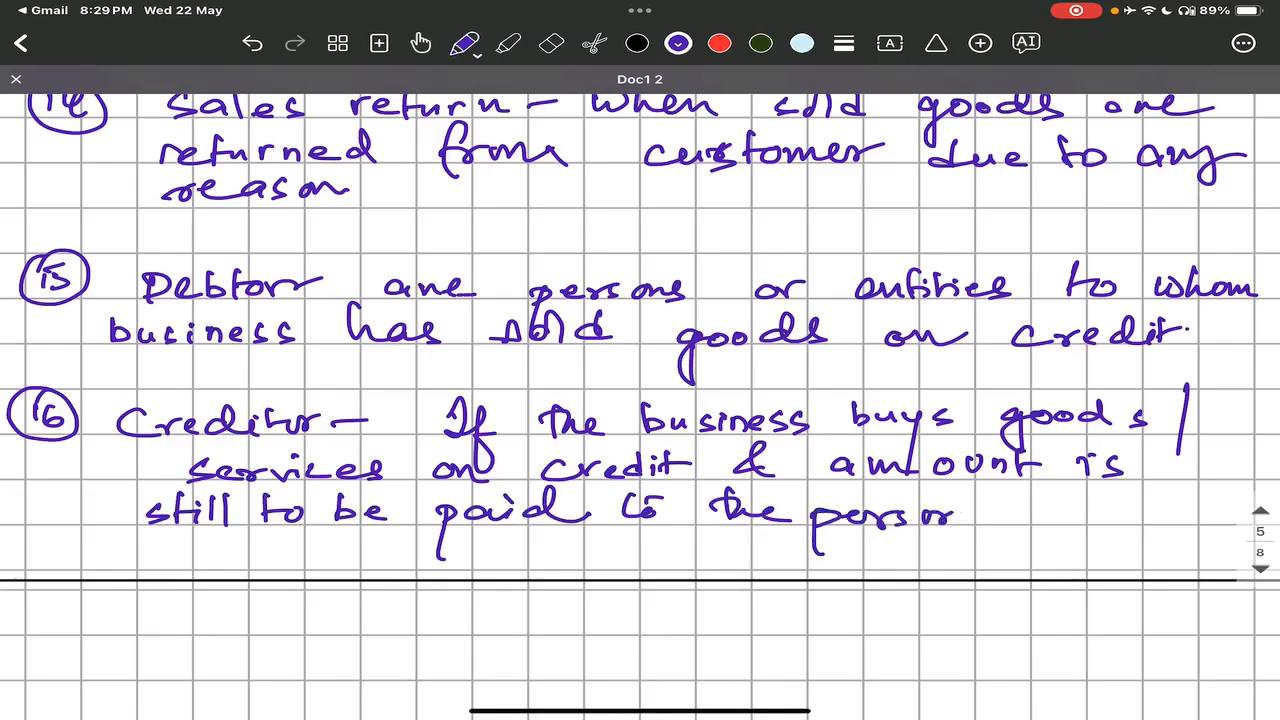 Gmail 8:29 PM Wed 22 May 89%
A AI
Doc1 2
14 Sales return - when sold goods are
returned from customer due to any
reason
15 Debtor are persons or entities to whom
business has sold goods on credit.
16 Creditor - If the business buys goods /
services on credit & amount is
still to be paid to the person
5
8